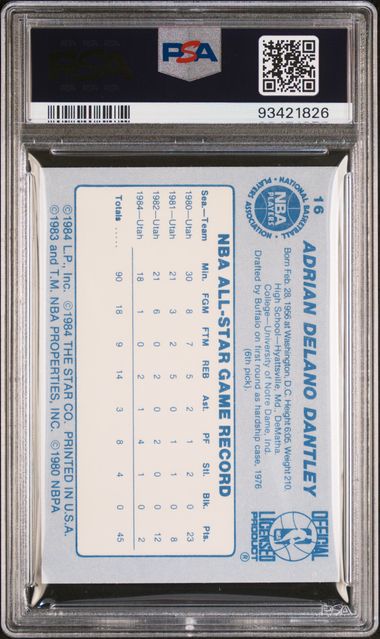 PSA
PSA
93421826
16
NATIONAL BASKETBALL PLAYERS ASSOCIATION
NBA PLAYERS
ADRIAN DELANO DANTLEY
Born Feb. 28, 1956 at Washington, D.C. Height 6:05 Weight 210
High School—Hyattsville, Md., DeMatha.
College—University of Notre Dame, Ind.
Drafted by Buffalo on first round as hardship case, 1976
(6th pick).
OFFICIAL
LICENSED
PRODUCT
®
NBA ALL-STAR GAME RECORD
Sea.—Team Min. FGM FTM REB Ast. PF Stl. Blk. Pts.
1980—Utah 30 8 7 5 2 1 0 0 23
1981—Utah 21 3 2 5 0 1 1 0 8
1982—Utah 21 6 0 2 0 2 2 0 12
1984—Utah 18 1 0 2 1 4 1 0 2
Totals ..... 90 18 9 14 3 8 4 0 45
©1984 L.P., Inc. ©1984 THE STAR CO. PRINTED IN U.S.A.
©1983 and T.M. NBA PROPERTIES, INC. ©1980 NBPA
PSA